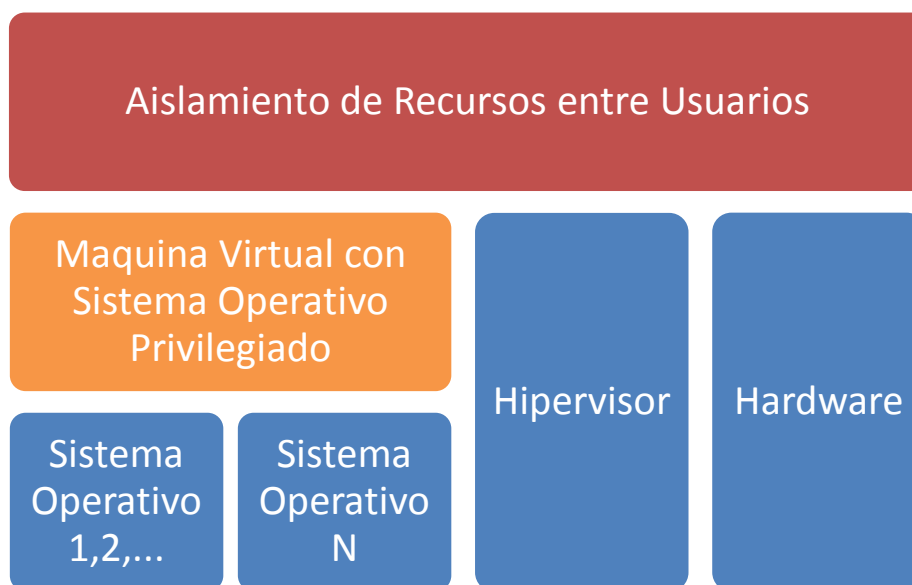 Aislamiento de Recursos entre Usuarios
Maquina Virtual con
Sistema Operativo
Privilegiado
Hipervisor
Hardware
Sistema
Operativo
1,2,...
Sistema
Operativo
N